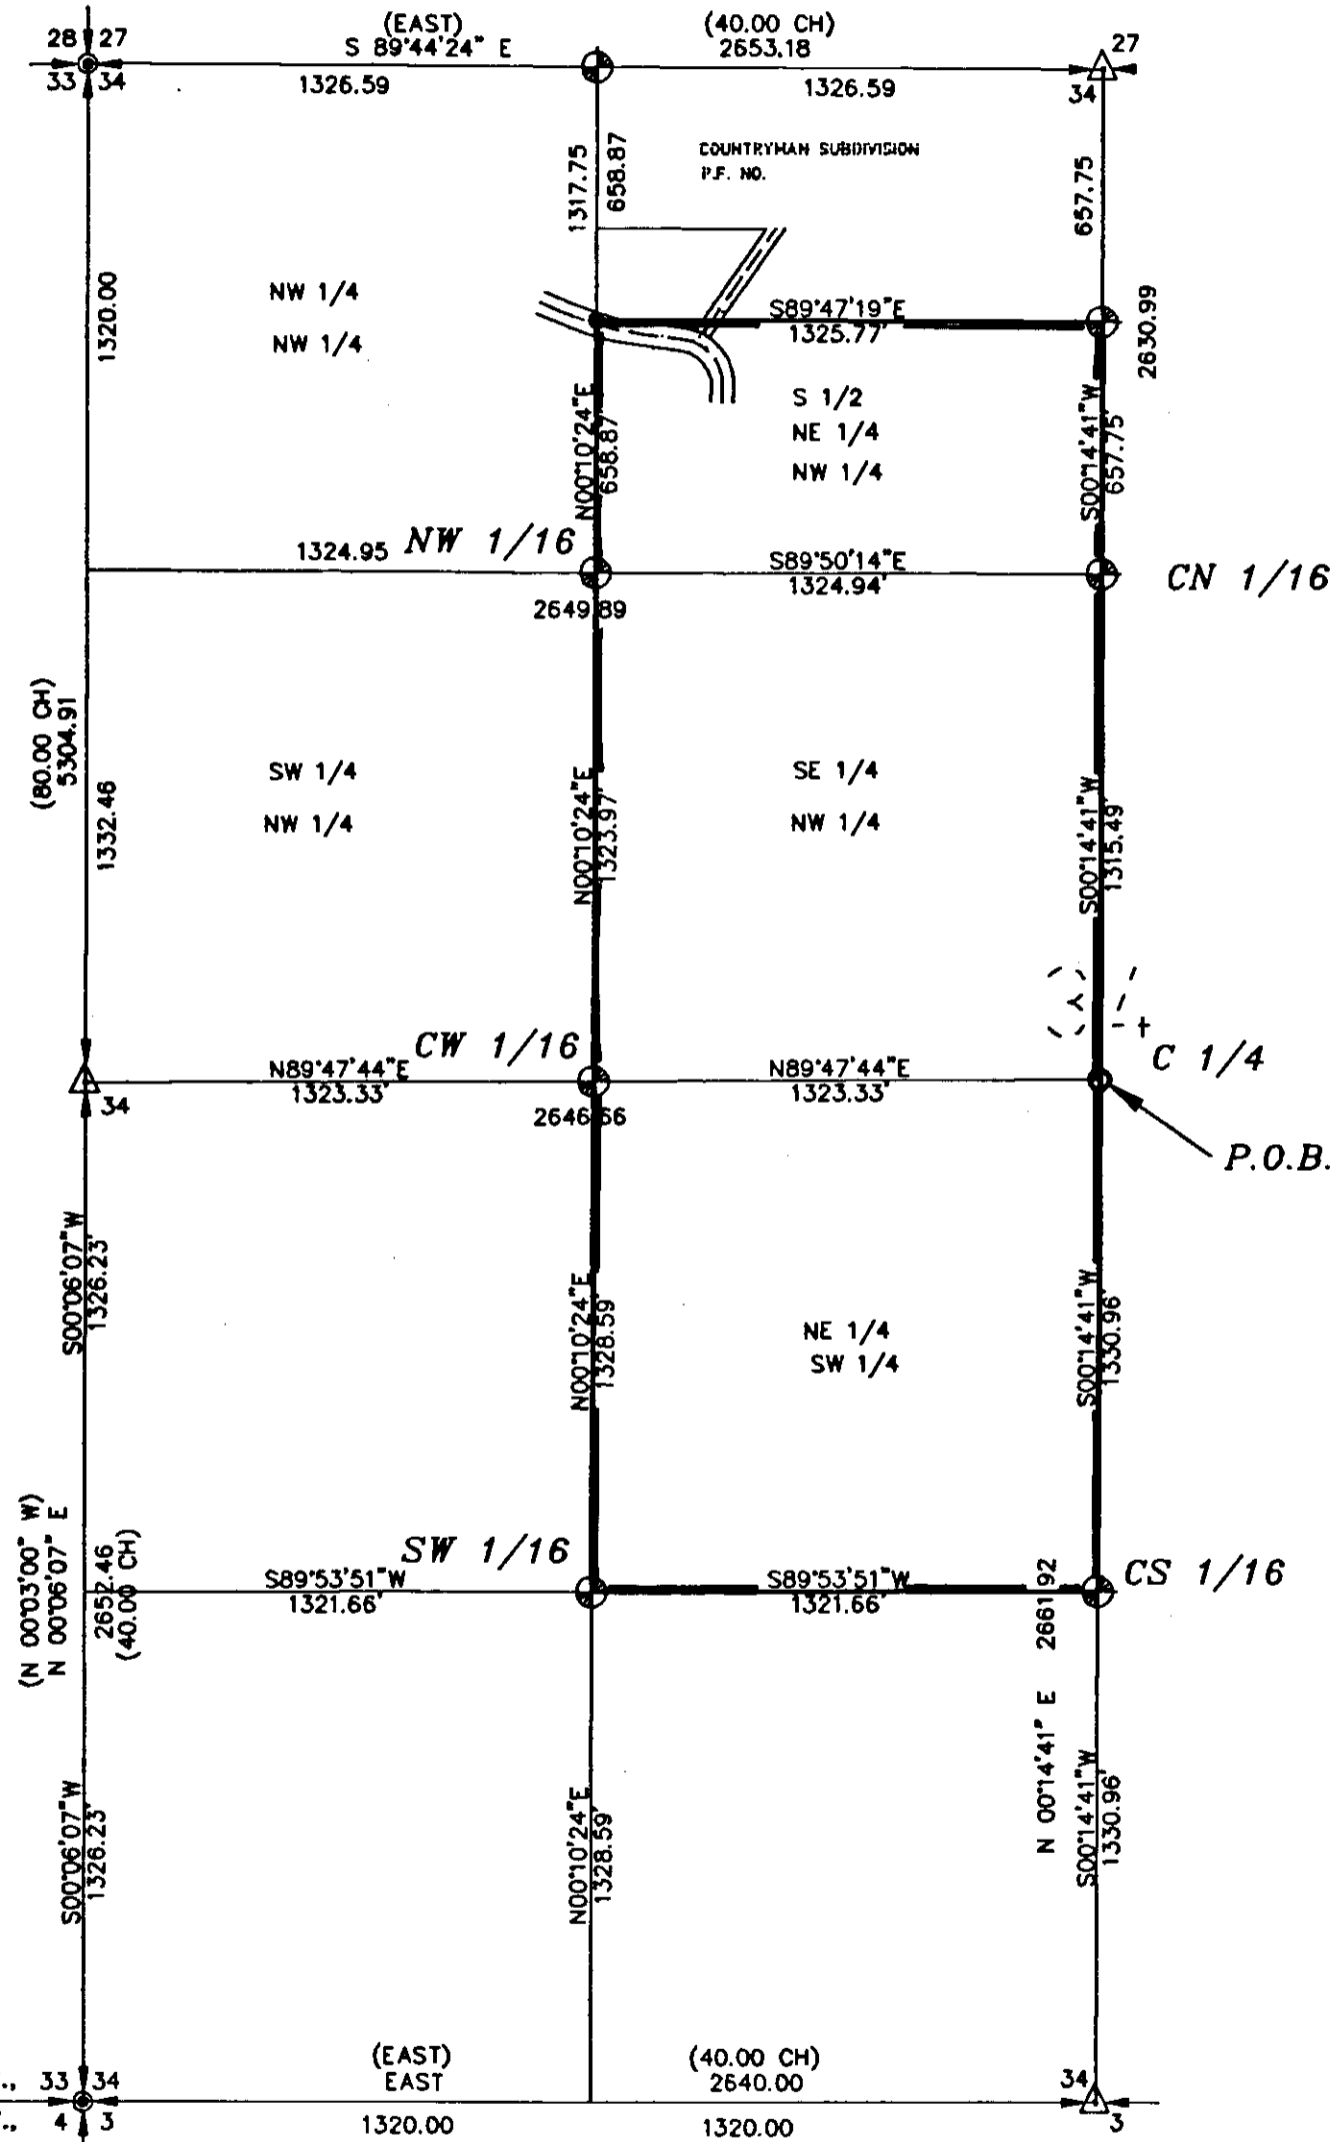 (EAST)
S 89°44'24" E
(40.00 CH)
2653.18
28 27
33 34
27
34
1326.59
1326.59
1317.75
658.87
COUNTRYMAN SUBDIVISION
P.F. NO.
657.75
1320.00
NW 1/4
NW 1/4
S89°47'19"E
1325.77'
2630.99
S 1/2
NE 1/4
NW 1/4
N00°10'24"E
658.87'
S00°14'41"W
657.75'
1324.95
NW 1/16
S89°50'14"E
1324.94'
CN 1/16
2649.89
(80.00 CH)
5304.91
1332.46
SW 1/4
NW 1/4
N00°10'24"E
1323.97'
SE 1/4
NW 1/4
S00°14'41"W
1315.49'
CW 1/16
C 1/4
N89°47'44"E
1323.33'
N89°47'44"E
1323.33'
34
2646.66
P.O.B.
S00°06'07"W
1326.23'
N00°10'24"E
1328.59'
NE 1/4
SW 1/4
S00°14'41"W
1330.96'
(N 00°03'00" W)
N 00°06'07" E
2652.46
(40.00 CH)
SW 1/16
S89°53'51"W
1321.66'
S89°53'51"W
1321.66'
CS 1/16
N 00°14'41" E 2661.92
S00°06'07"W
1326.23'
N00°10'24"E
1328.59'
S00°14'41"W
1330.96'
(EAST)
EAST
(40.00 CH)
2640.00
., 33 34
., 4 3
34
3
1320.00
1320.00